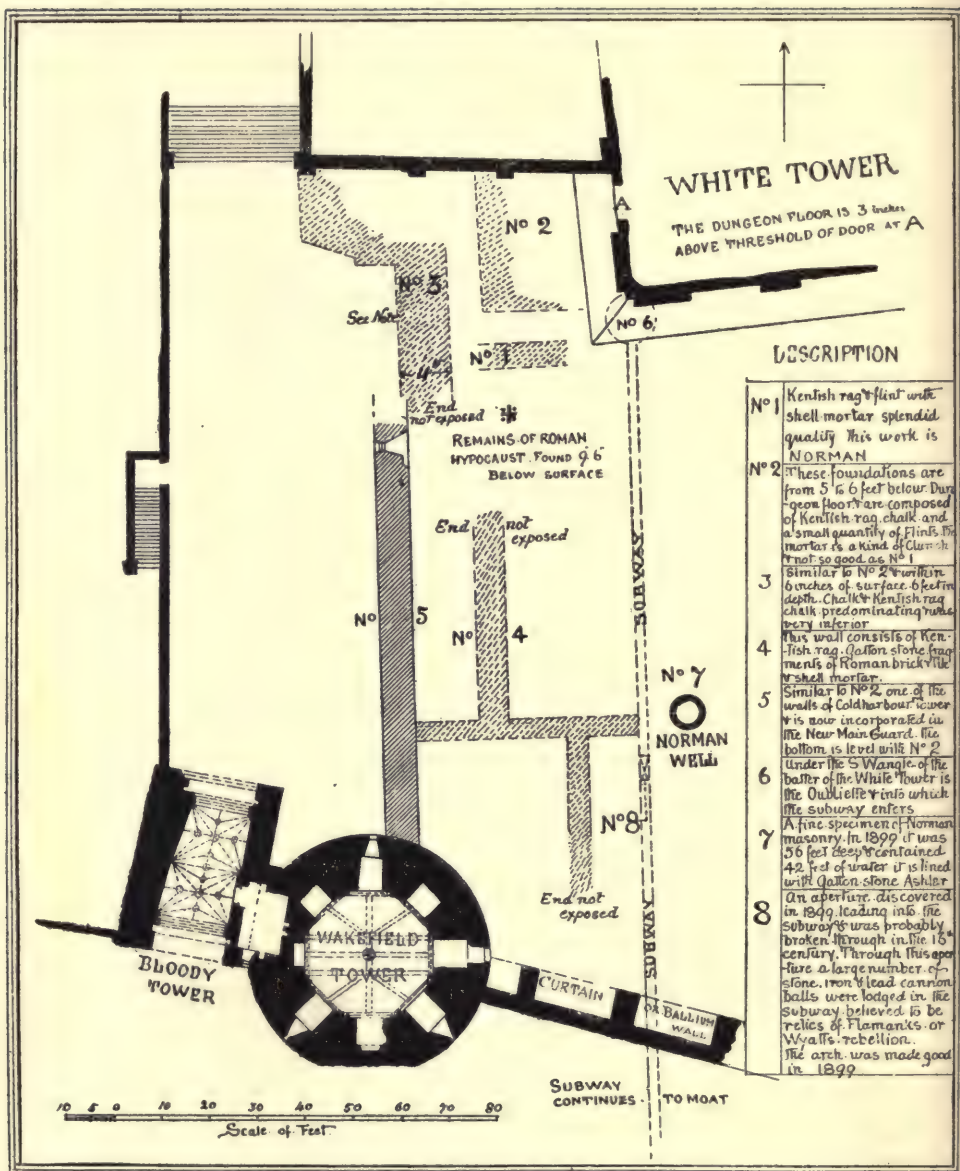 WHITE TOWER
THE DUNGEON FLOOR IS 3 inches
ABOVE THRESHOLD OF DOOR AT A
A
No 2
No 3
See Note
No 6
No 1
4'
End
not exposed
REMAINS OF ROMAN
HYPOCAUST. FOUND 9' 6"
BELOW SURFACE
End not
exposed
SUBWAY
No 5
No 4
No 7
NORMAN
WELL
No 8
End not
exposed
SUBWAY
WAKEFIELD
TOWER
BLOODY
TOWER
CURTAIN
OR BALLIUM
WALL
SUBWAY
CONTINUES TO MOAT
10 5 0 10 20 30 40 50 60 70 80
Scale of Feet.
DESCRIPTION
No 1 Kentish rag & flint with
shell mortar splendid
quality This work is
NORMAN
No 2 These foundations are
from 5 to 6 feet below Dun-
geon floor & are composed
of Kentish rag. chalk and
a small quantity of Flints. the
mortar is a kind of Clunch
& not so good as No 1
3 Similar to No 2 & within
6 inches of surface. 6 feet in
depth. Chalk & Kentish rag
chalk predominating
very inferior
4 This wall consists of Ken-
-tish rag. Gatton stone. frag
ments of Roman brick & tile
& shell mortar.
5 Similar to No 2 one of the
walls of Coldharbour tower
& is now incorporated in
the New Main Guard. the
bottom is level with No 2
6 Under the S W angle of the
batter of the White Tower is
the Oubliette & into which
the subway enters
7 A fine specimen of Norman
masonry. In 1899 it was
56 feet deep & contained
42 feet of water it is lined
with Gatton stone Ashler
8 An aperture discovered
in 1899. leading into the
subway & was probably
broken through in the 15th
century. Through this aper
ture a large number of
stone. iron & lead cannon
balls were lodged in the
subway. believed to be
relics of Flamank's or
Wyatt's rebellion.
The arch was made good
in 1899